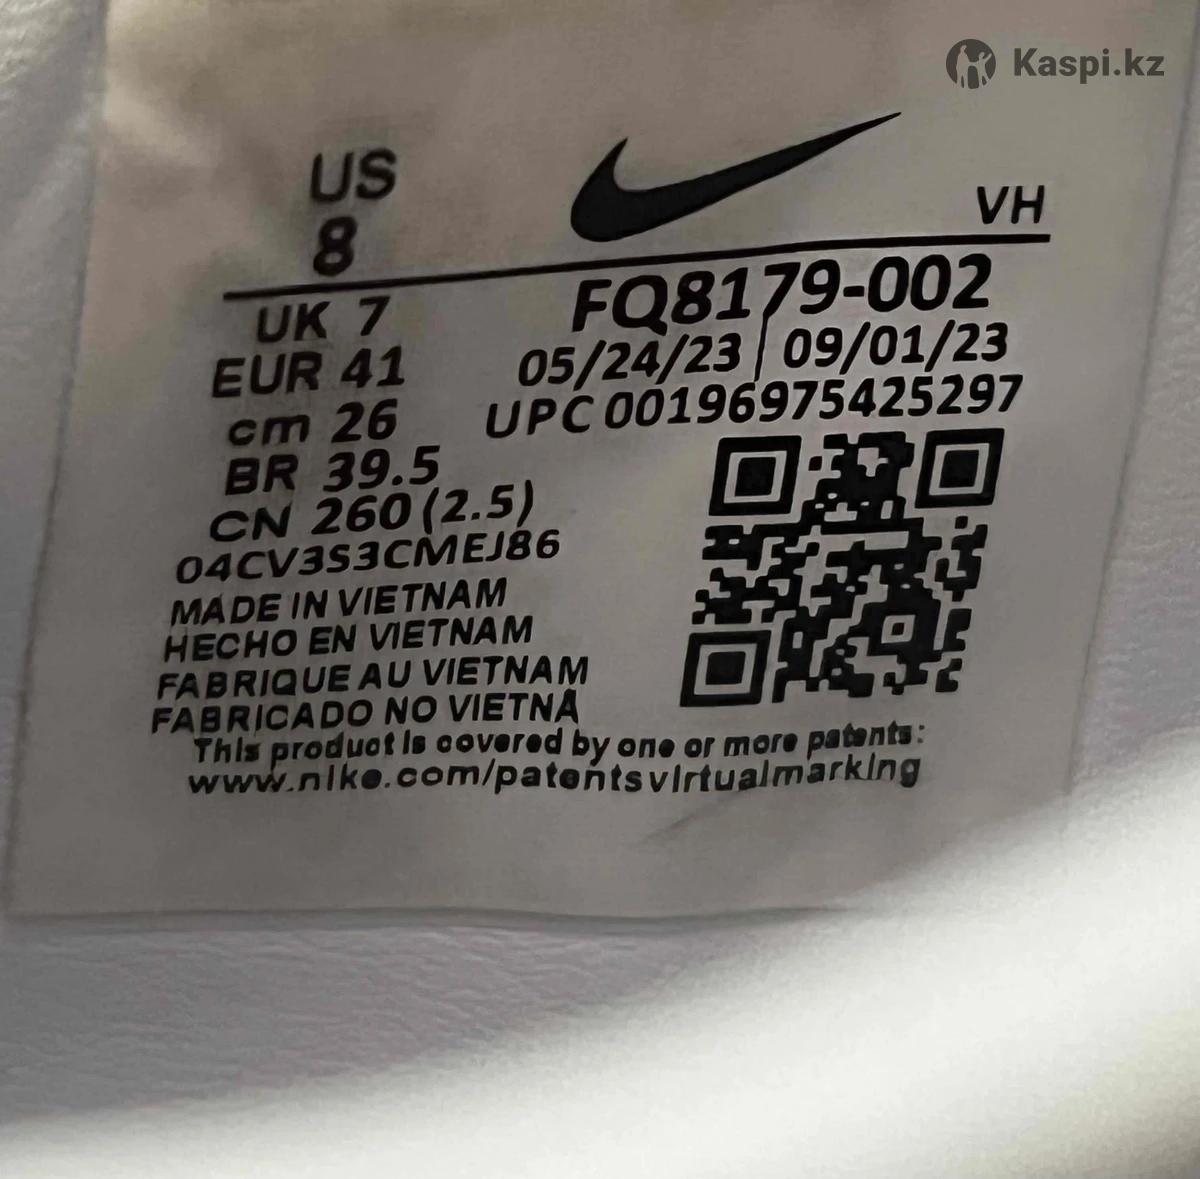 Kaspi.kz
US
8
VH
UK 7
EUR 41
cm 26
BR 39.5
CN 260 (2.5)
04CV3S3CMEJ86
MADE IN VIETNAM
HECHO EN VIETNAM
FABRIQUE AU VIETNAM
FABRICADO NO VIETNÃ
FQ8179-002
05/24/23 | 09/01/23
UPC 00196975425297
This product is covered by one or more patents:
www.nike.com/patentsvirtualmarking